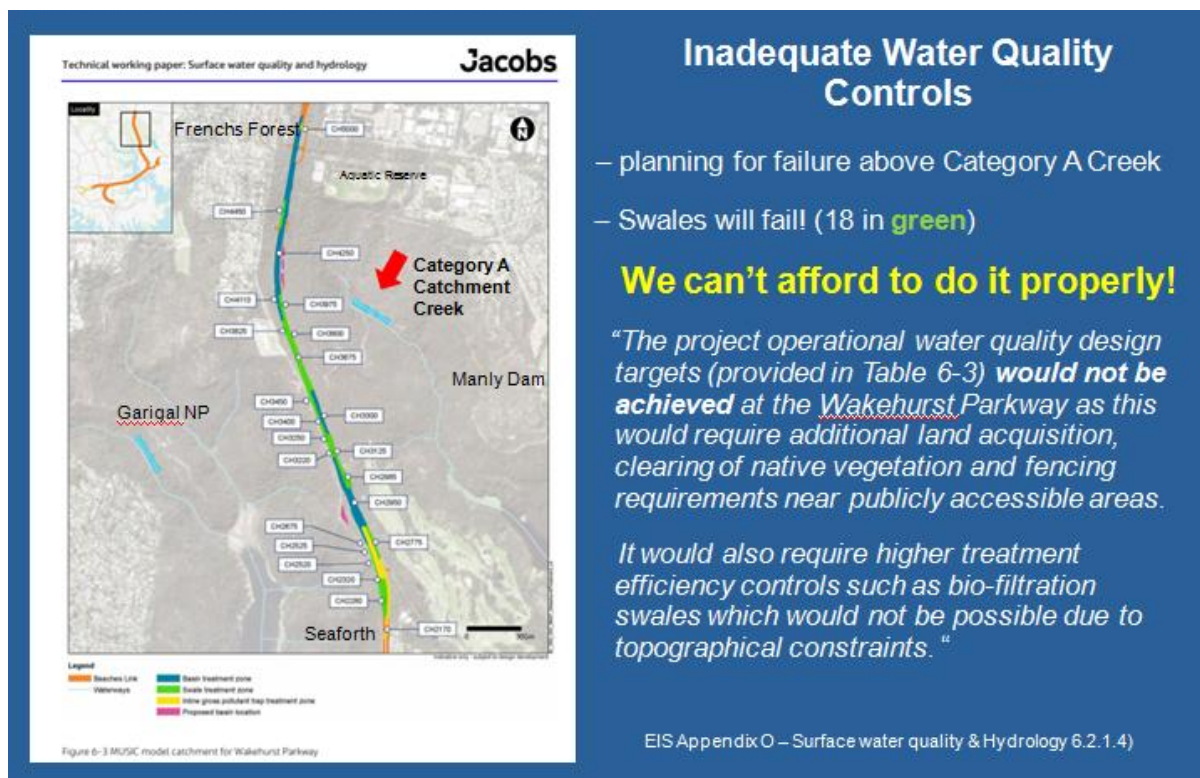 Technical working paper: Surface water quality and hydrology
Jacobs
Locality
N
Frenchs Forest
CH5000
Aquatic Reserve
CH4450
CH4250
Category A
Catchment
Creek
CH4110
CH3975
CH3825
CH3800
CH3675
Manly Dam
Garigal NP
CH3450
CH3400
CH3300
CH3250
CH3220
CH3125
CH2985
CH2950
CH2675
CH2525
CH2520
CH2775
CH2320
CH2280
Seaforth
CH2170
0
Indicative only - subject to design development
Legend
Beaches Link
Waterways
Basin treatment zone
Swale treatment zone
Inline gross pollutant trap treatment zone
Proposed basin location
Figure 6-3 MUSIC model catchment for Wakehurst Parkway
Inadequate Water Quality
Controls
– planning for failure above Category A Creek
– Swales will fail! (18 in green)
We can't afford to do it properly!
“The project operational water quality design
targets (provided in Table 6-3) would not be
achieved at the Wakehurst Parkway as this
would require additional land acquisition,
clearing of native vegetation and fencing
requirements near publicly accessible areas.
It would also require higher treatment
efficiency controls such as bio-filtration
swales which would not be possible due to
topographical constraints. “
EIS Appendix O – Surface water quality & Hydrology 6.2.1.4)